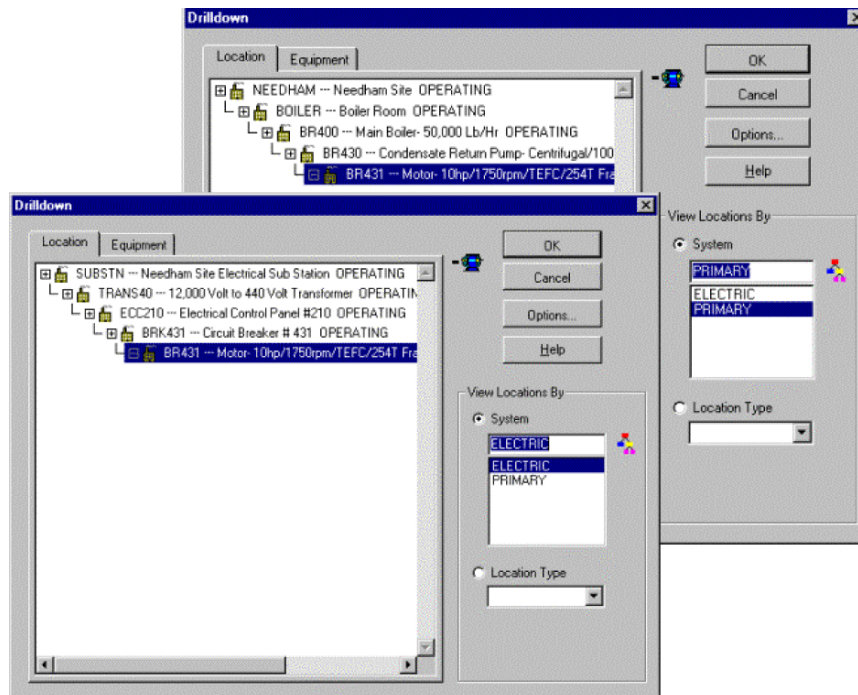 Drilldown
Location Equipment
NEEDHAM --- Needham Site OPERATING
BOILER --- Boiler Room OPERATING
BR400 --- Main Boiler- 50,000 Lb/Hr OPERATING
BR430 --- Condensate Return Pump- Centrifugal/100
BR431 --- Motor- 10hp/1750rpm/TEFC/254T Fra
OK
Cancel
Options...
Help
View Locations By
System
PRIMARY
ELECTRIC
PRIMARY
Location Type
Drilldown
Location Equipment
SUBSTN --- Needham Site Electrical Sub Station OPERATING
TRANS40 --- 12,000 Volt to 440 Volt Transformer OPERATIN
ECC210 --- Electrical Control Panel #210 OPERATING
BRK431 --- Circuit Breaker # 431 OPERATING
BR431 --- Motor- 10hp/1750rpm/TEFC/254T Fra
OK
Cancel
Options...
Help
View Locations By
System
ELECTRIC
ELECTRIC
PRIMARY
Location Type